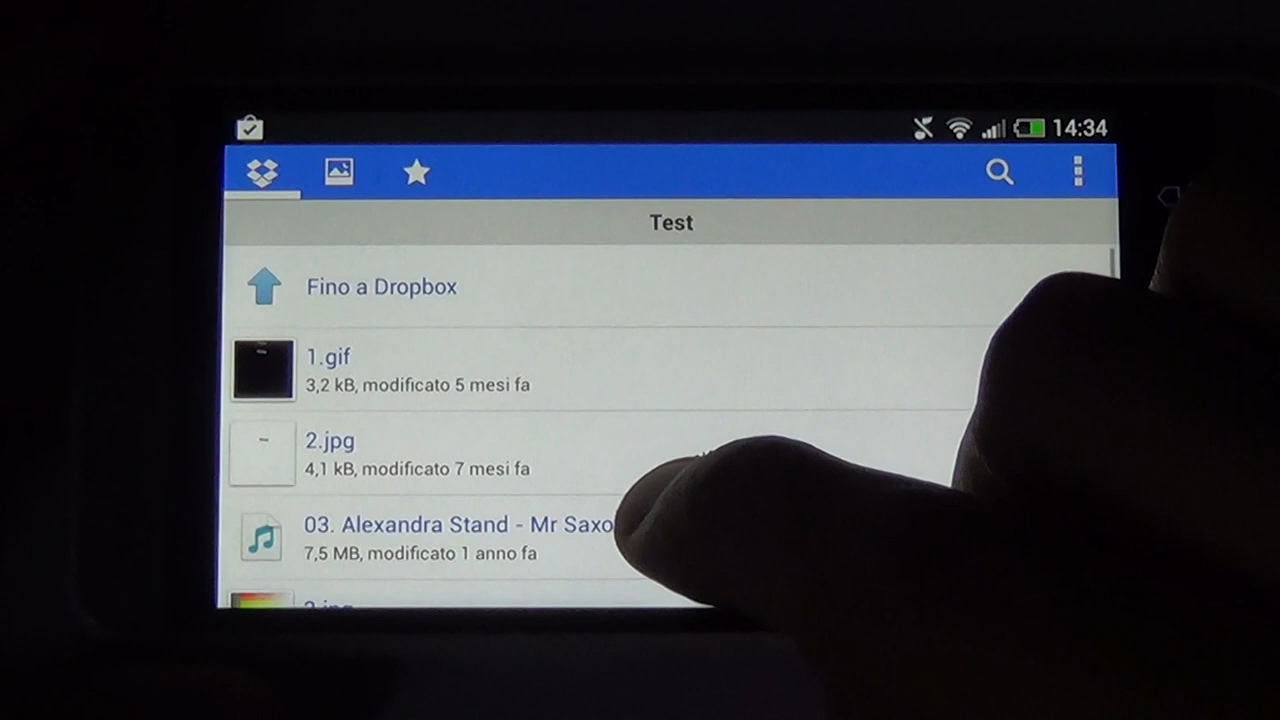 14:34
Test
Fino a Dropbox
1.gif
3,2 kB, modificato 5 mesi fa
2.jpg
4,1 kB, modificato 7 mesi fa
03. Alexandra Stand - Mr Saxo
7,5 MB, modificato 1 anno fa